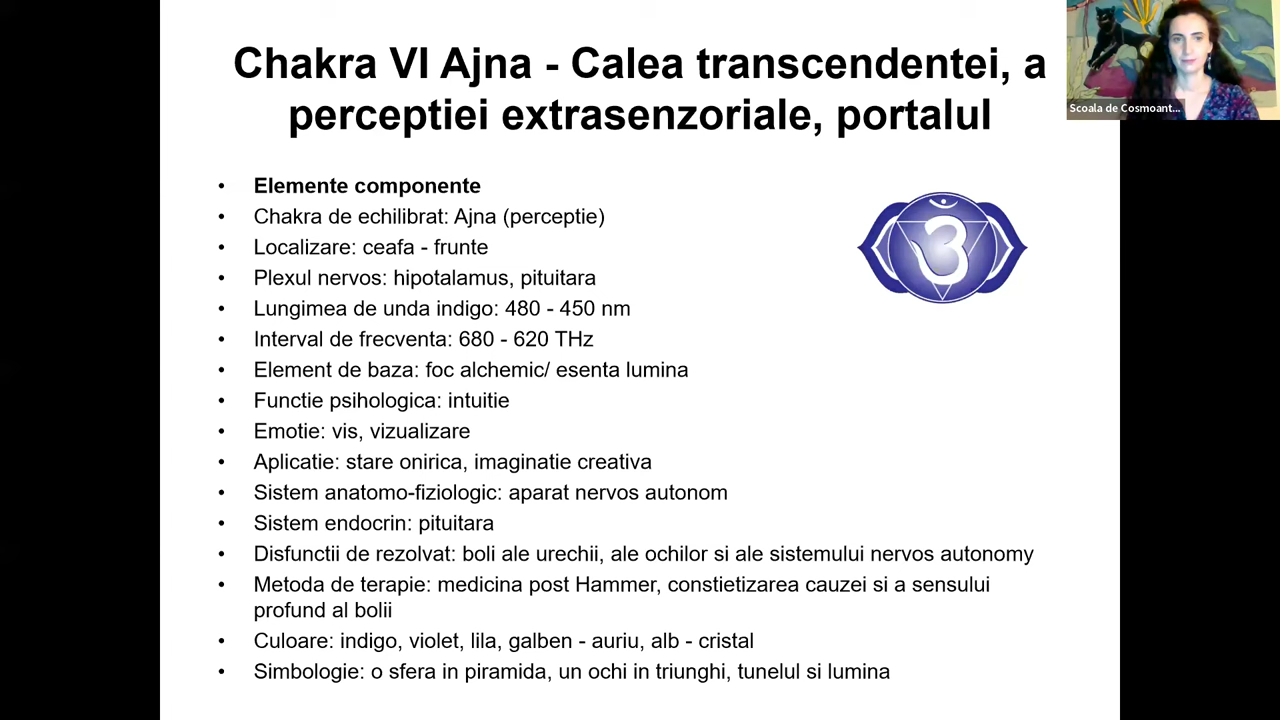 Chakra VI Ajna - Calea transcendentei, a
perceptiei extrasenzoriale, portalul
Scoala de Cosmoant...
• Elemente componente
• Chakra de echilibrat: Ajna (perceptie)
• Localizare: ceafa - frunte
• Plexul nervos: hipotalamus, pituitara
• Lungimea de unda indigo: 480 - 450 nm
• Interval de frecventa: 680 - 620 THz
• Element de baza: foc alchemic/ esenta lumina
• Functie psihologica: intuitie
• Emotie: vis, vizualizare
• Aplicatie: stare onirica, imaginatie creativa
• Sistem anatomo-fiziologic: aparat nervos autonom
• Sistem endocrin: pituitara
• Disfunctii de rezolvat: boli ale urechii, ale ochilor si ale sistemului nervos autonomy
• Metoda de terapie: medicina post Hammer, constietizarea cauzei si a sensului
profund al bolii
• Culoare: indigo, violet, lila, galben - auriu, alb - cristal
• Simbologie: o sfera in piramida, un ochi in triunghi, tunelul si lumina